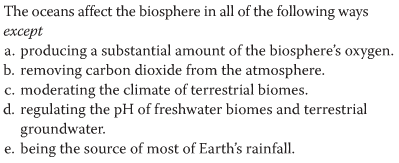 The oceans affect the biosphere in all of the following ways
except
a. producing a substantial amount of the biosphere's oxygen.
b. removing carbon dioxide from the atmosphere.
c. moderating the climate of terrestrial biomes.
d. regulating the pH of freshwater biomes and terrestrial
groundwater.
e. being the source of most of Earth's rainfall.